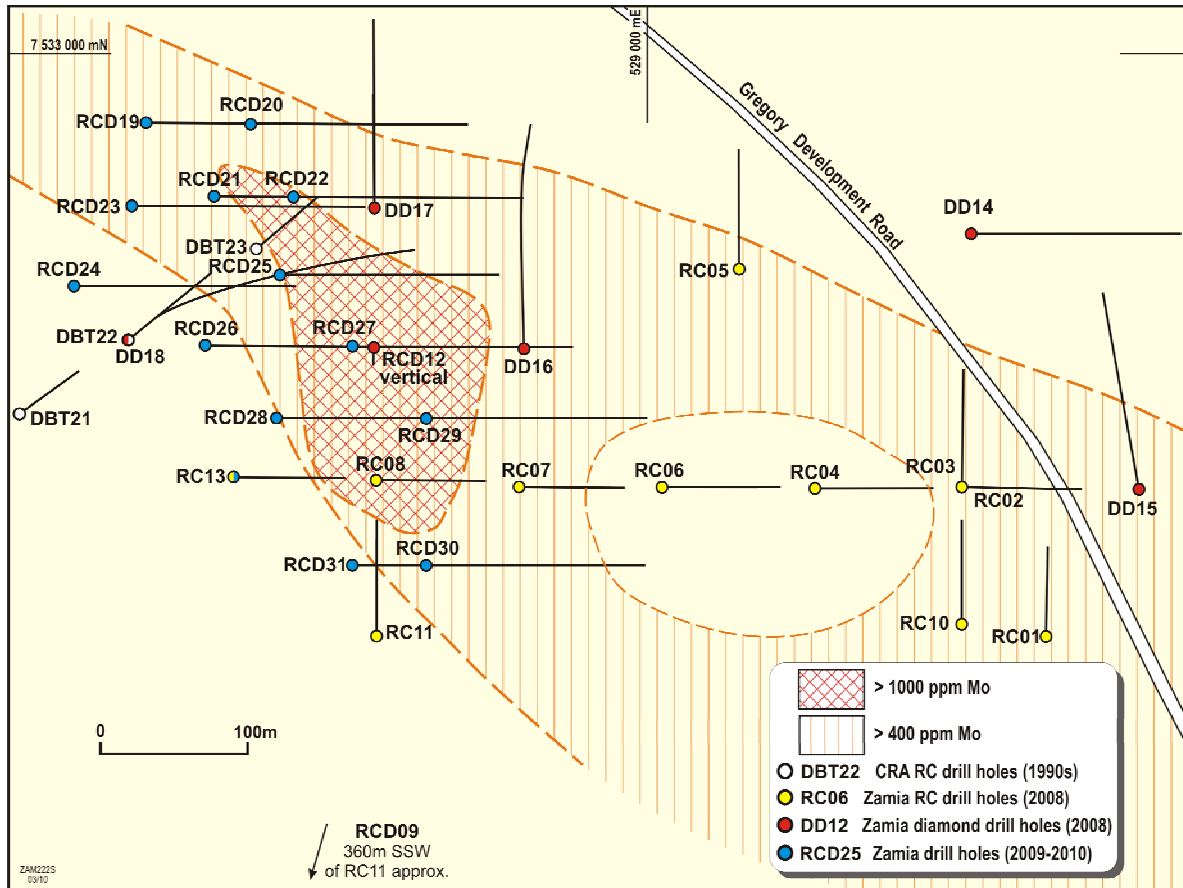 7 533 000 mN
529 000 mE
Gregory Development Road
RCD19
RCD20
RCD21
RCD22
RCD23
DD17
DD14
DBT23
RCD25
RC05
RCD24
DBT22
DD18
RCD26
RCD27
RCD12
vertical
DD16
DBT21
RCD28
RCD29
RC13
RC08
RC07
RC06
RC04
RC03
RC02
DD15
RCD31
RCD30
RC11
RC10
RC01
0 100m
> 1000 ppm Mo
> 400 ppm Mo
DBT22 CRA RC drill holes (1990s)
RC06 Zamia RC drill holes (2008)
DD12 Zamia diamond drill holes (2008)
RCD25 Zamia drill holes (2009-2010)
RCD09
360m SSW
of RC11 approx.
ZAM222S
03/10